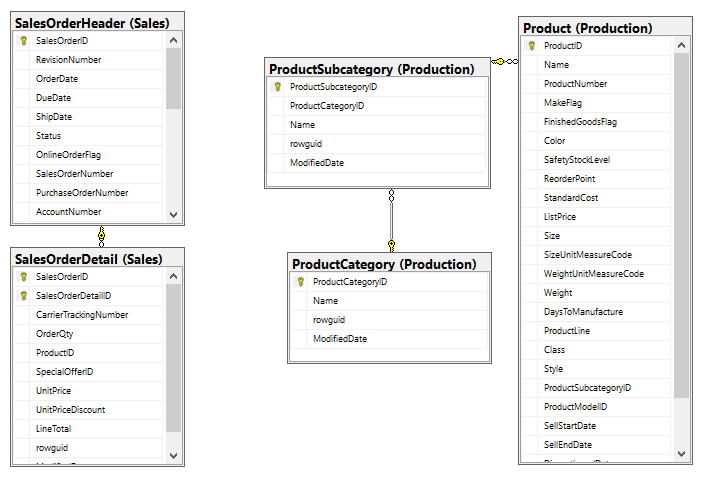 SalesOrderHeader (Sales)
SalesOrderID
RevisionNumber
OrderDate
DueDate
ShipDate
Status
OnlineOrderFlag
SalesOrderNumber
PurchaseOrderNumber
AccountNumber
SalesOrderDetail (Sales)
SalesOrderID
SalesOrderDetailID
CarrierTrackingNumber
OrderQty
ProductID
SpecialOfferID
UnitPrice
UnitPriceDiscount
LineTotal
rowguid
ProductSubcategory (Production)
ProductSubcategoryID
ProductCategoryID
Name
rowguid
ModifiedDate
ProductCategory (Production)
ProductCategoryID
Name
rowguid
ModifiedDate
Product (Production)
ProductID
Name
ProductNumber
MakeFlag
FinishedGoodsFlag
Color
SafetyStockLevel
ReorderPoint
StandardCost
ListPrice
Size
SizeUnitMeasureCode
WeightUnitMeasureCode
Weight
DaysToManufacture
ProductLine
Class
Style
ProductSubcategoryID
ProductModelID
SellStartDate
SellEndDate